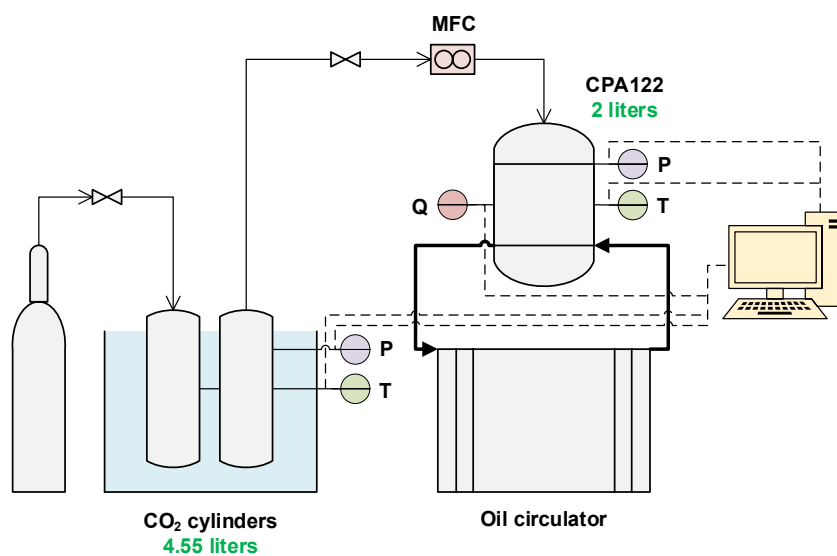 MFC
CPA122
2 liters
P
Q
T
P
T
CO₂ cylinders
4.55 liters
Oil circulator